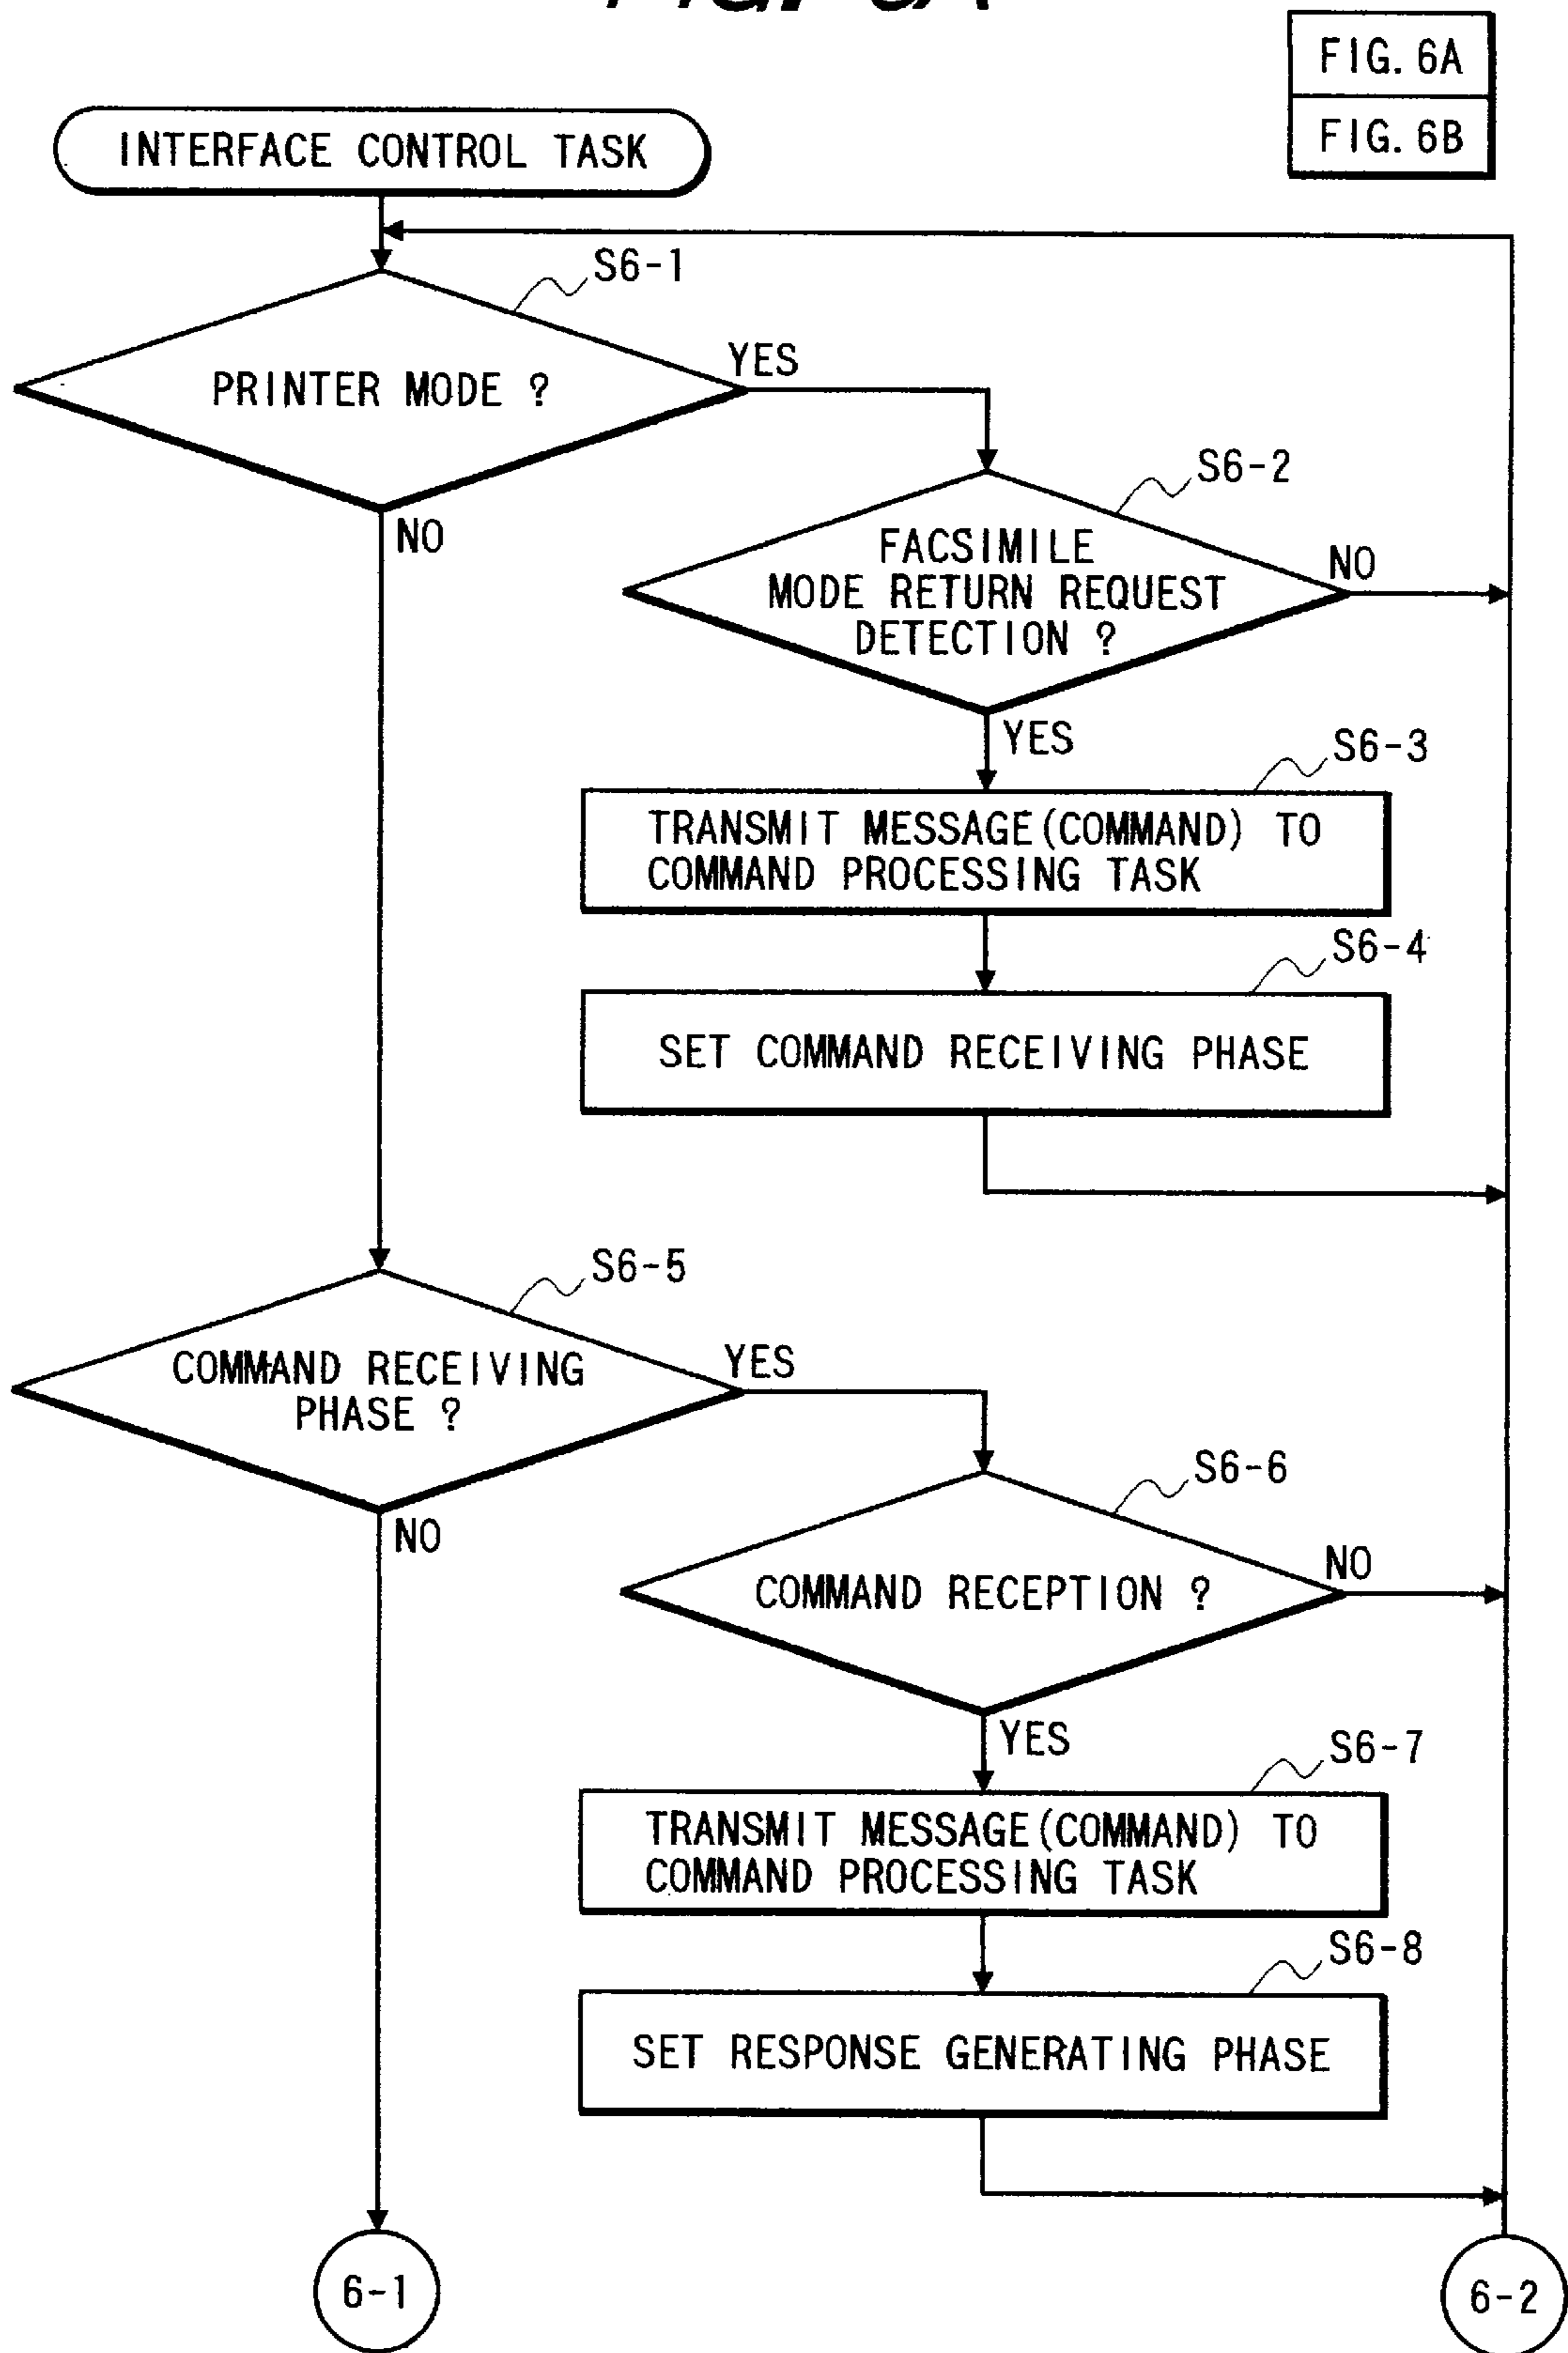 FIG. 6A
FIG. 6A
FIG. 6B
INTERFACE CONTROL TASK
S6-1
PRINTER MODE ?
YES
NO
S6-2
FACSIMILE
MODE RETURN REQUEST
DETECTION ?
NO
YES
S6-3
TRANSMIT MESSAGE(COMMAND) TO
COMMAND PROCESSING TASK
S6-4
SET COMMAND RECEIVING PHASE
S6-5
COMMAND RECEIVING
PHASE ?
YES
NO
S6-6
COMMAND RECEPTION ?
NO
YES
S6-7
TRANSMIT MESSAGE(COMMAND) TO
COMMAND PROCESSING TASK
S6-8
SET RESPONSE GENERATING PHASE
6-1
6-2